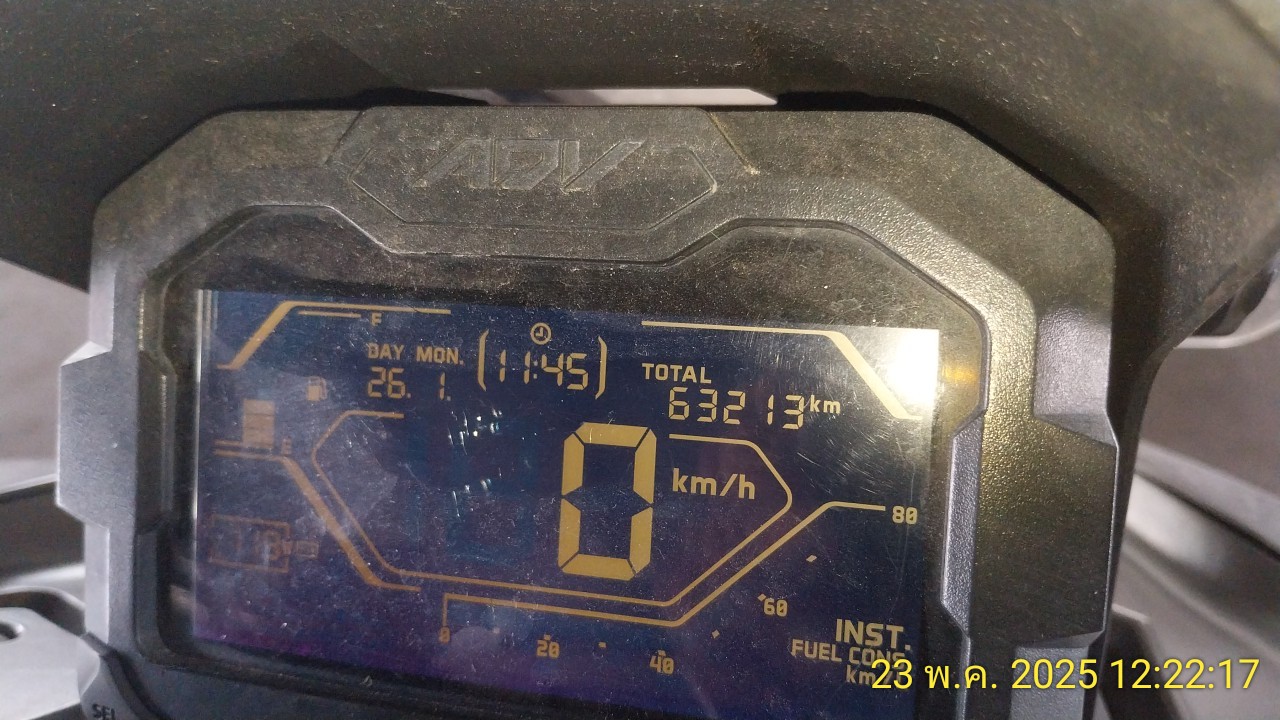 ADV
F
DAY MON. 11:45
26. 1.
TOTAL
63213 km
E
0 km/h
80
60
0 20 40
INST.
FUEL CONS.
SEL
23 พ.ค. 2025 12:22:17